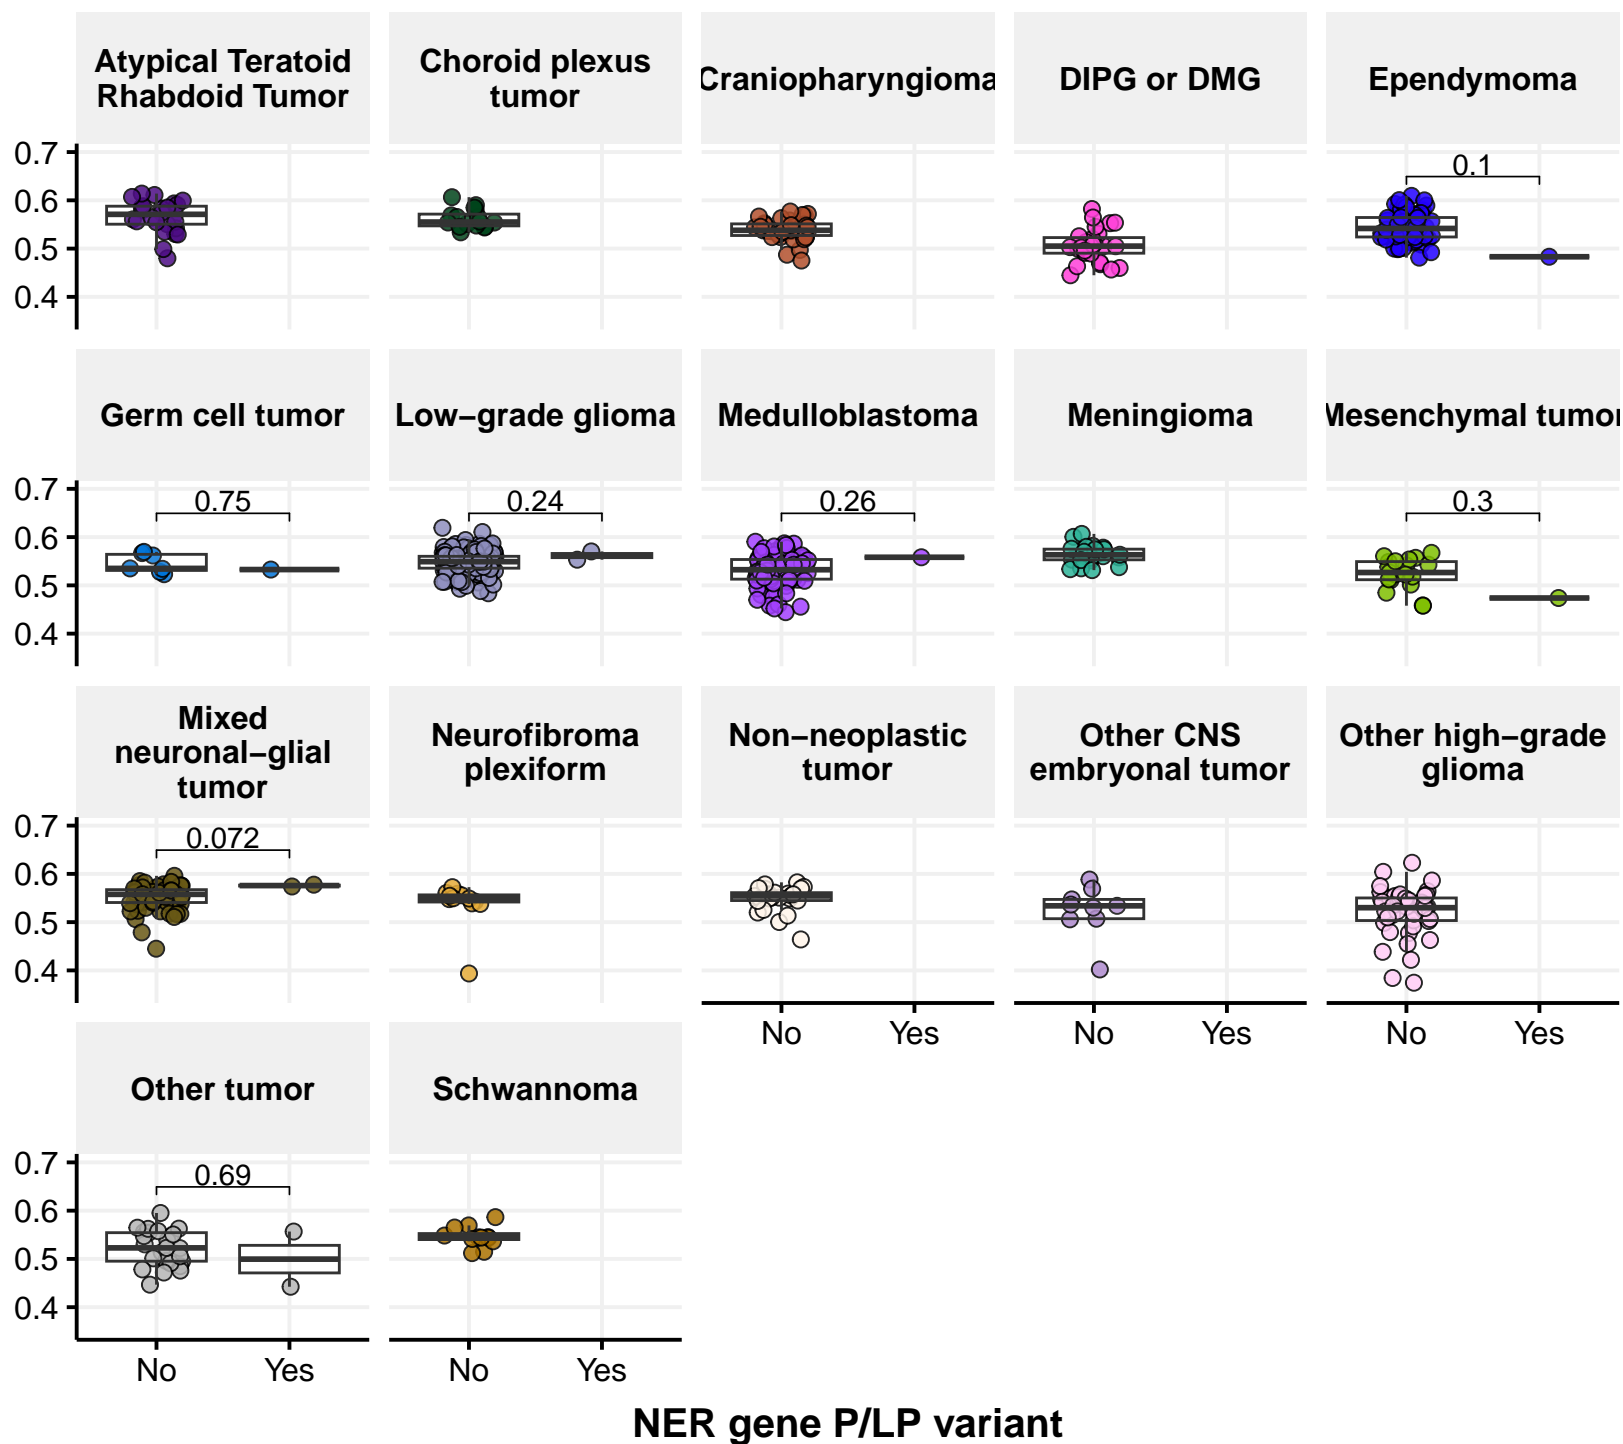 Atypical Teratoid
Rhabdoid Tumor
Choroid plexus
tumor
Craniopharyngioma
DIPG or DMG
Ependymoma
0.7
0.6
0.5
0.4
0.1
Germ cell tumor
Low−grade glioma
Medulloblastoma
Meningioma
Mesenchymal tumor
0.7
0.6
0.5
0.4
0.75
0.24
0.26
0.3
Mixed
neuronal−glial
tumor
Neurofibroma
plexiform
Non−neoplastic
tumor
Other CNS
embryonal tumor
Other high−grade
glioma
0.7
0.6
0.5
0.4
0.072
No Yes
No Yes
No Yes
Other tumor
Schwannoma
0.7
0.6
0.5
0.4
0.69
No Yes
No Yes
NER gene P/LP variant